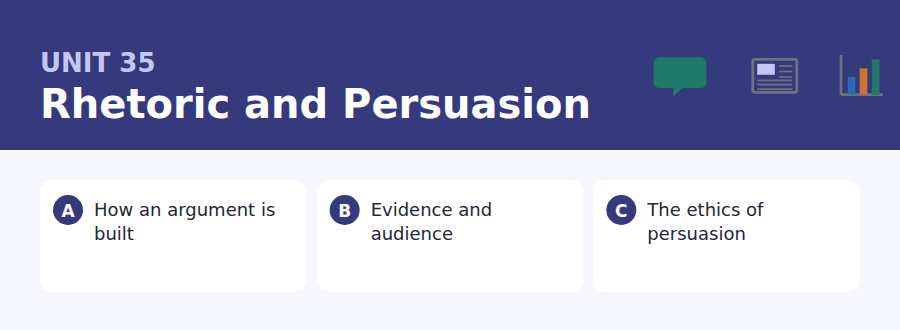 UNIT 35
Rhetoric and Persuasion
A
How an argument is
built
B
Evidence and
audience
C
The ethics of
persuasion